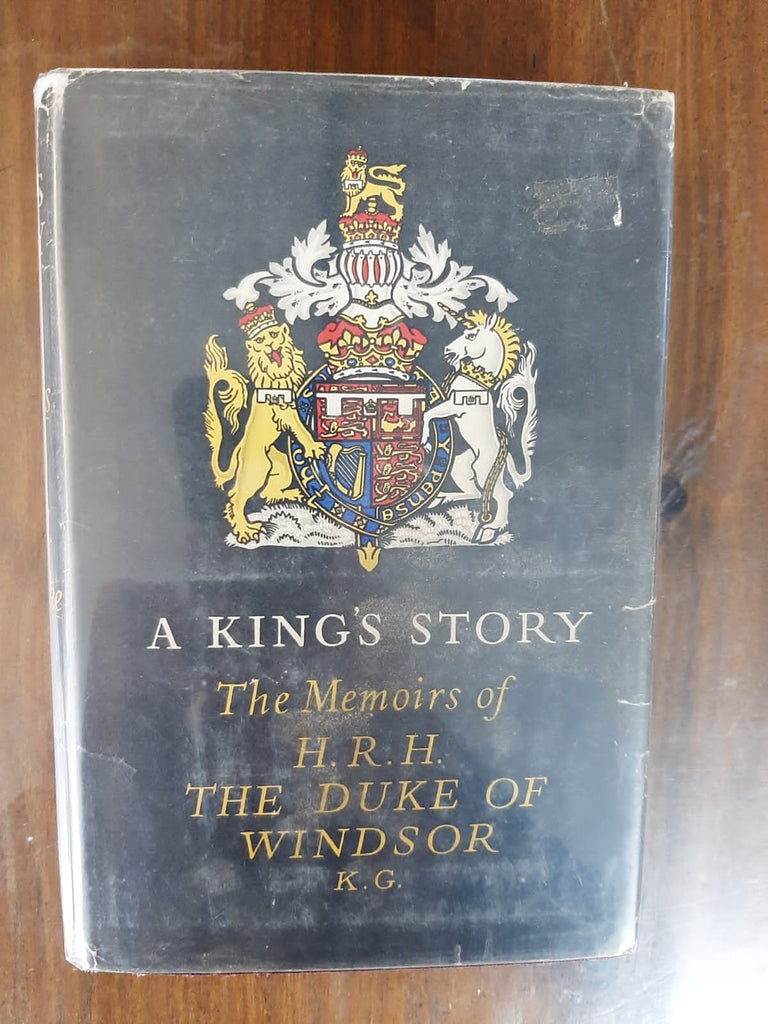 A KING'S STORY
The Memoirs of
H.R.H.
THE DUKE OF
WINDSOR
K.G.